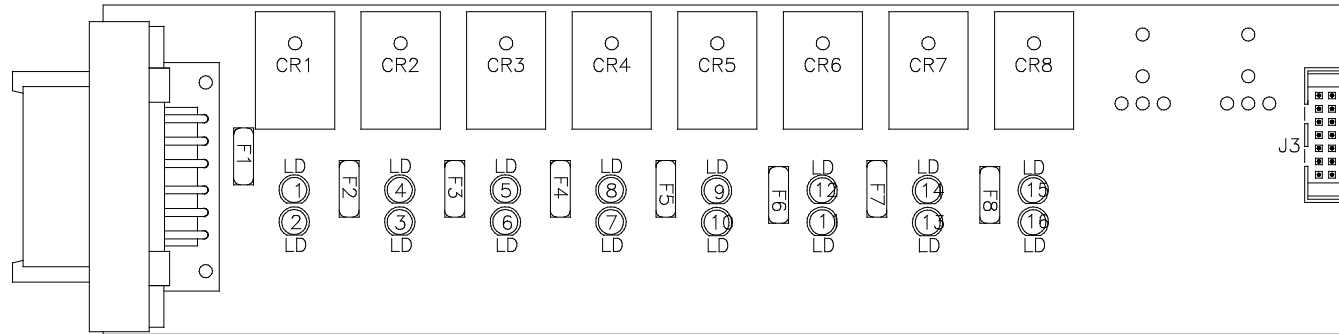 CR1 CR2 CR3 CR4 CR5 CR6 CR7 CR8
J3
F1
LD LD LD LD LD LD LD LD
F2 F3 F4 F5 F6 F7 F8
1 4 5 8 9 12 14 15
2 3 6 7 10 11 13 16
LD LD LD LD LD LD LD LD